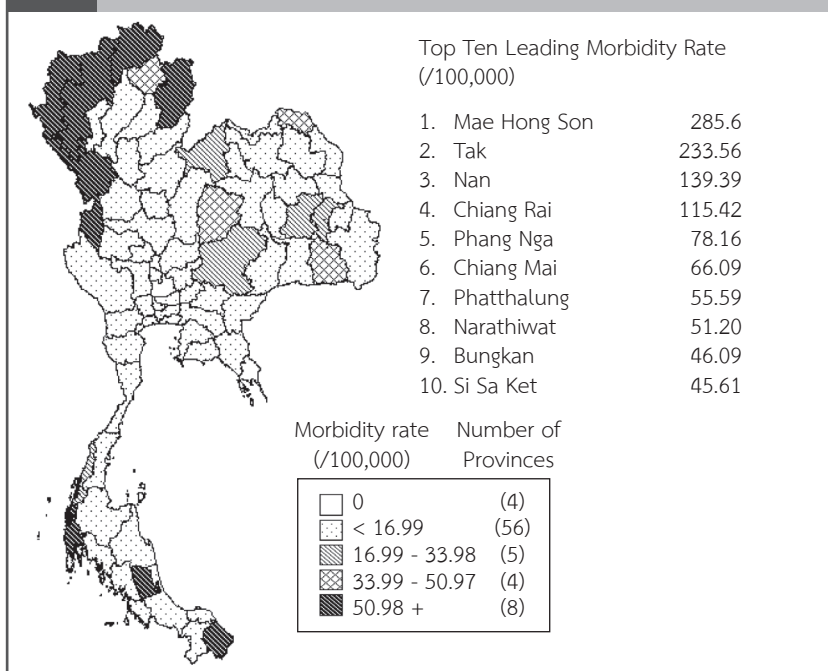 Top Ten Leading Morbidity Rate
(/100,000)
1. Mae Hong Son 285.6
2. Tak 233.56
3. Nan 139.39
4. Chiang Rai 115.42
5. Phang Nga 78.16
6. Chiang Mai 66.09
7. Phatthalung 55.59
8. Narathiwat 51.20
9. Bungkan 46.09
10. Si Sa Ket 45.61
Morbidity rate Number of
(/100,000) Provinces
0 (4)
< 16.99 (56)
16.99 - 33.98 (5)
33.99 - 50.97 (4)
50.98 + (8)